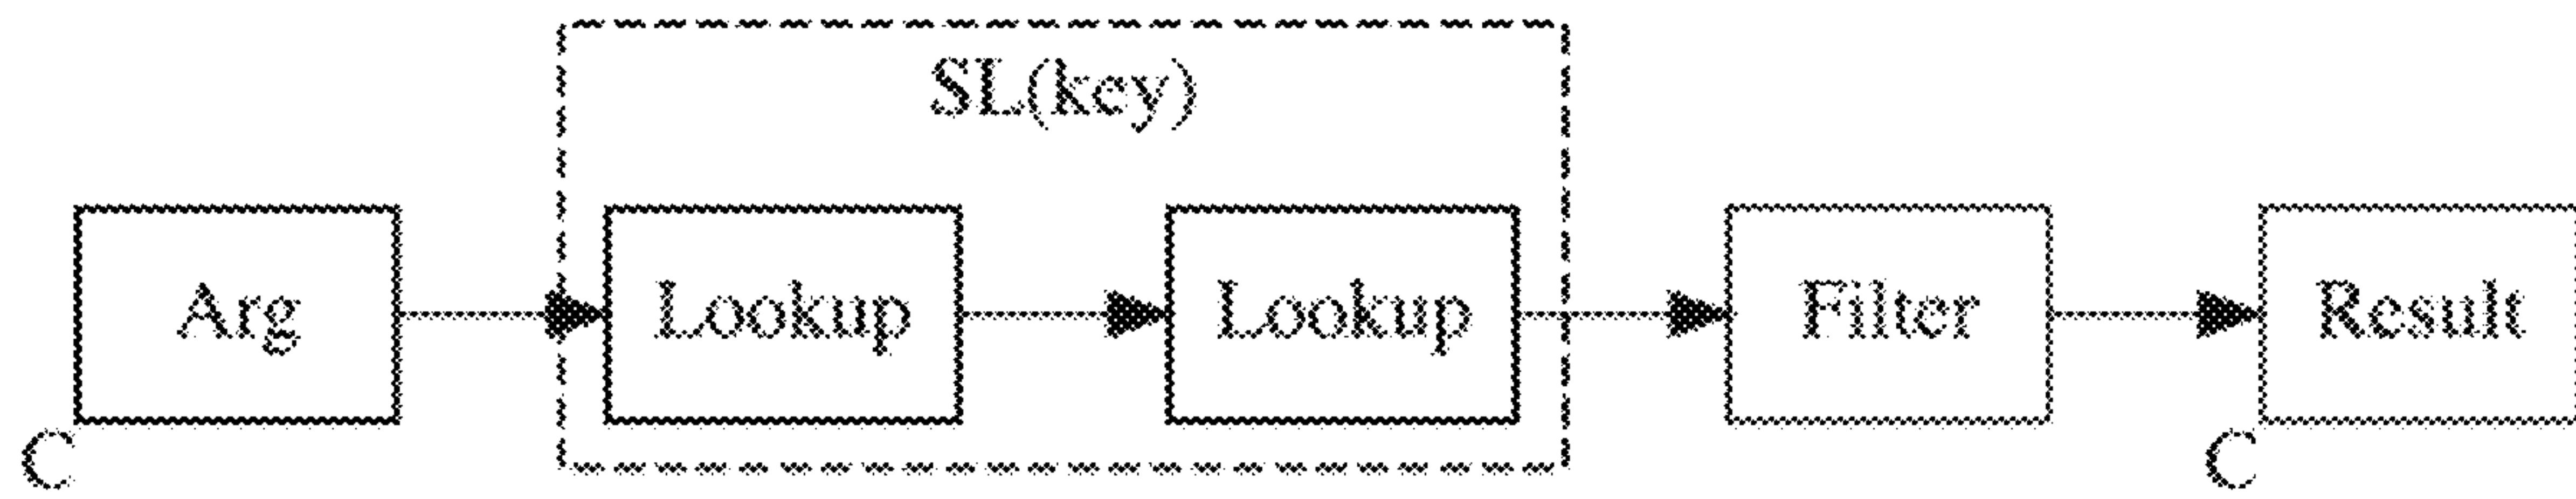 SL(key)
Arg
Lookup
Lookup
Filter
Result
C
C